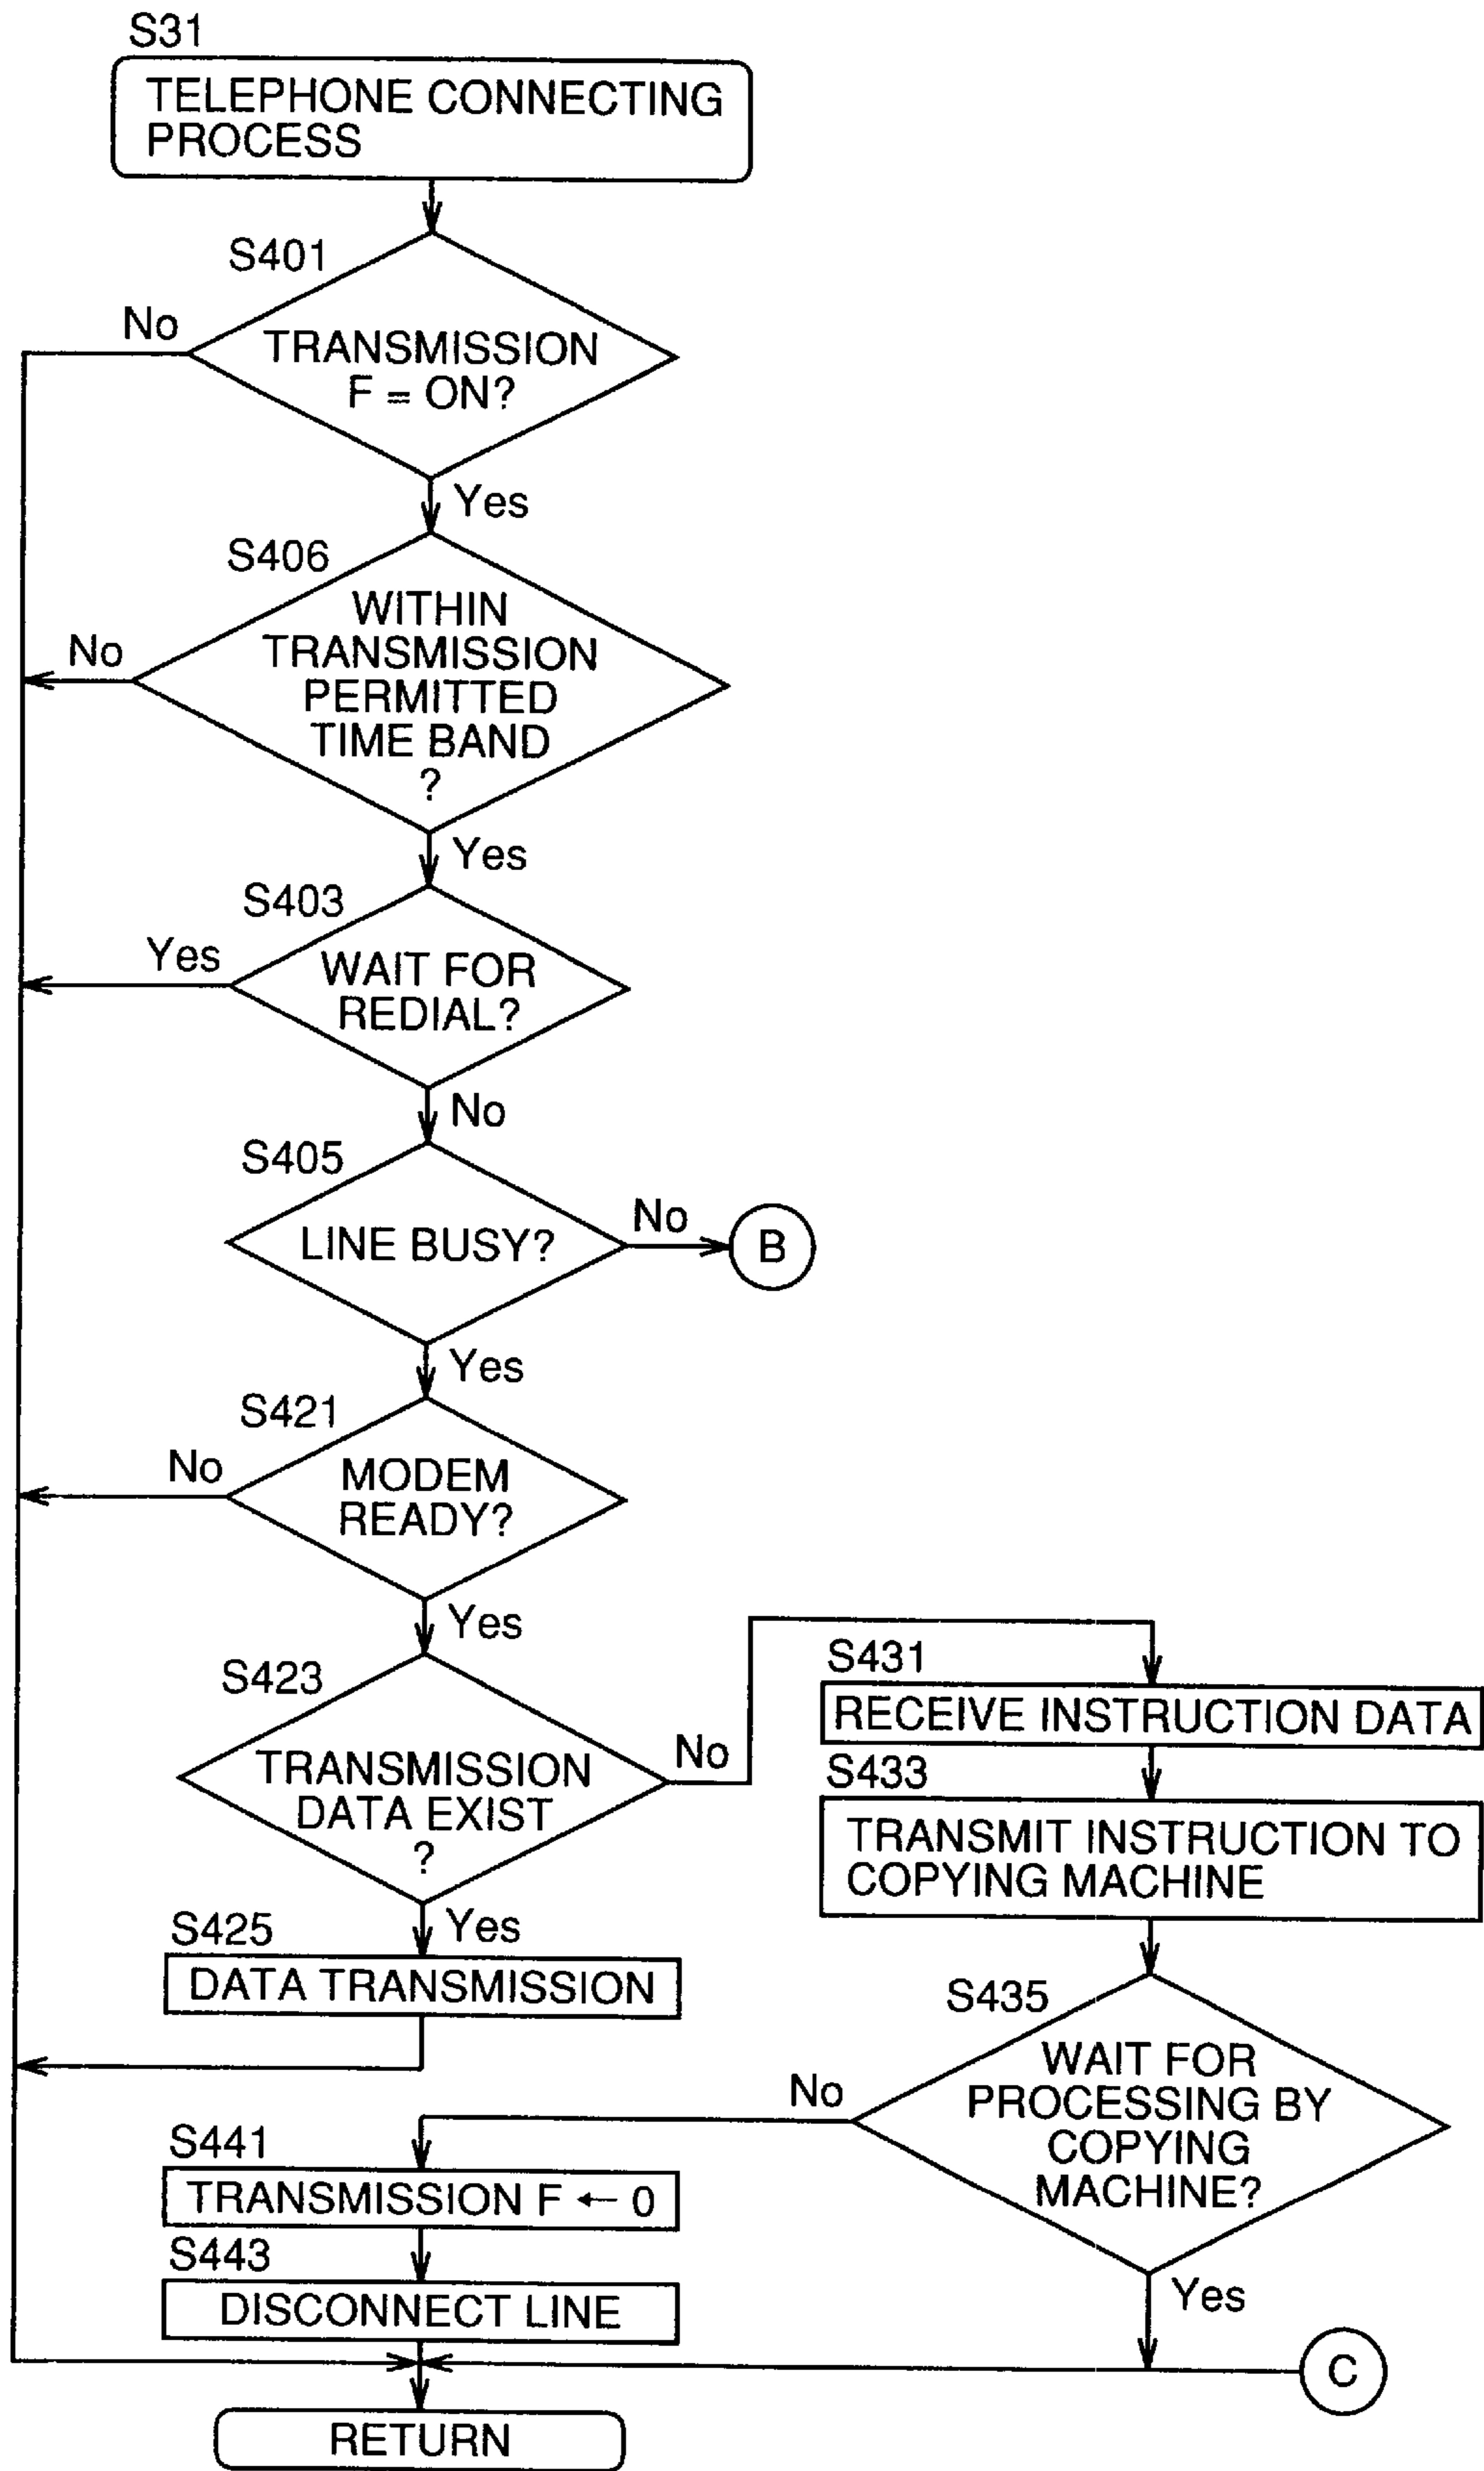 S31
TELEPHONE CONNECTING
PROCESS
S401
No
TRANSMISSION
F = ON?
Yes
S406
No
WITHIN
TRANSMISSION
PERMITTED
TIME BAND
?
Yes
S403
Yes
WAIT FOR
REDIAL?
No
S405
LINE BUSY?
No
B
Yes
S421
No
MODEM
READY?
Yes
S423
TRANSMISSION
DATA EXIST
?
No
Yes
S425
DATA TRANSMISSION
S431
RECEIVE INSTRUCTION DATA
S433
TRANSMIT INSTRUCTION TO
COPYING MACHINE
S435
WAIT FOR
PROCESSING BY
COPYING
MACHINE?
No
Yes
S441
TRANSMISSION F ← 0
S443
DISCONNECT LINE
C
RETURN